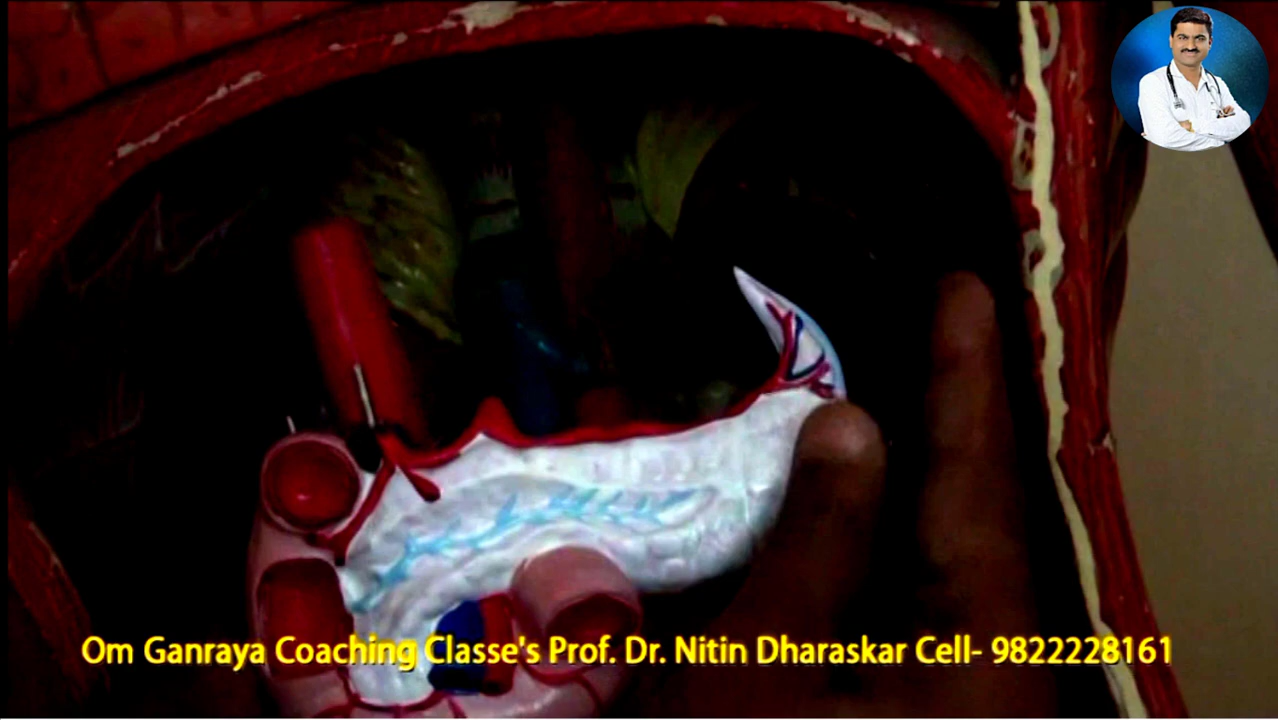 Om Ganraya Coaching Classe's Prof. Dr. Nitin Dharaskar Cell- 9822228161